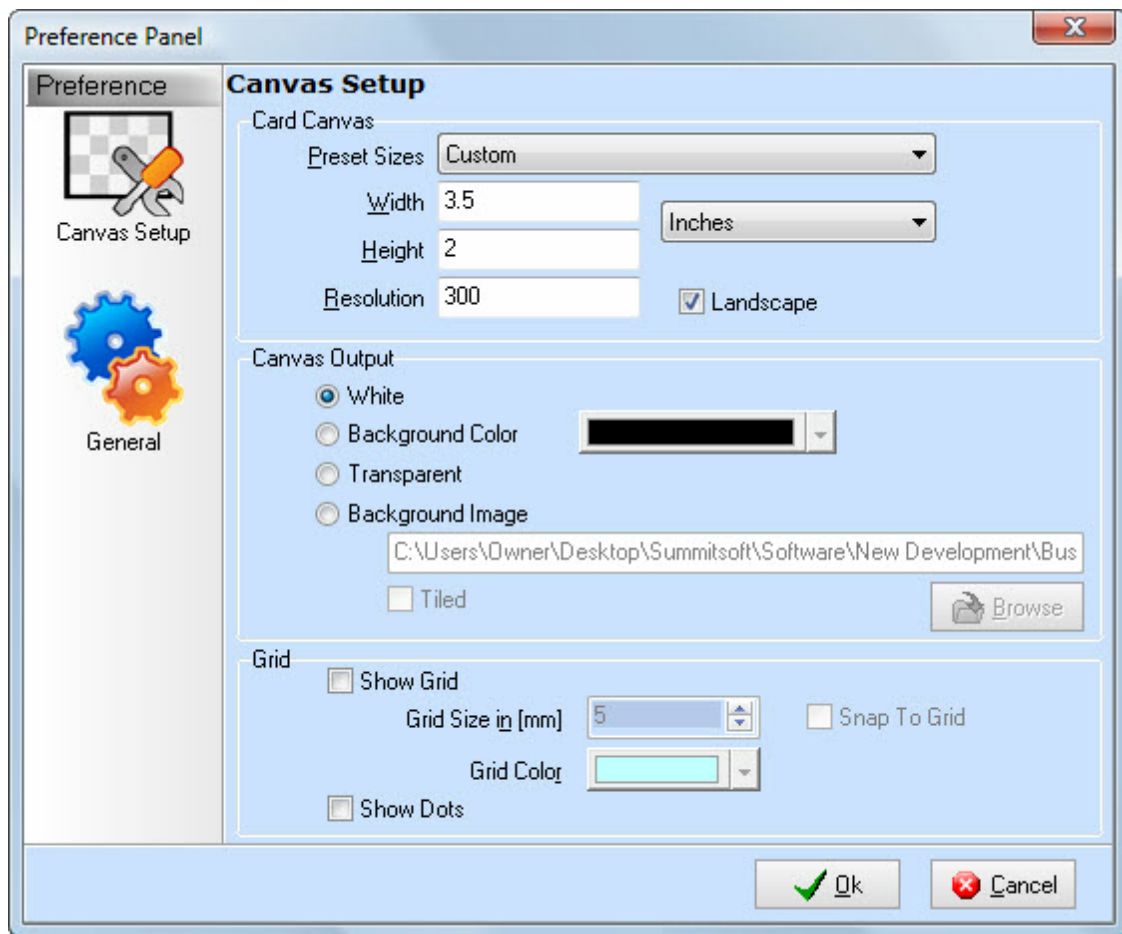 Preference Panel
Preference
Canvas Setup
General
Canvas Setup
Card Canvas
Preset Sizes Custom
Width 3.5
Inches
Height 2
Resolution 300
Landscape
Canvas Output
White
Background Color
Transparent
Background Image
C:\Users\Owner\Desktop\Summitsoft\Software\New Development\Bus
Tiled
Browse
Grid
Show Grid
Grid Size in [mm] 5
Snap To Grid
Grid Color
Show Dots
Ok
Cancel